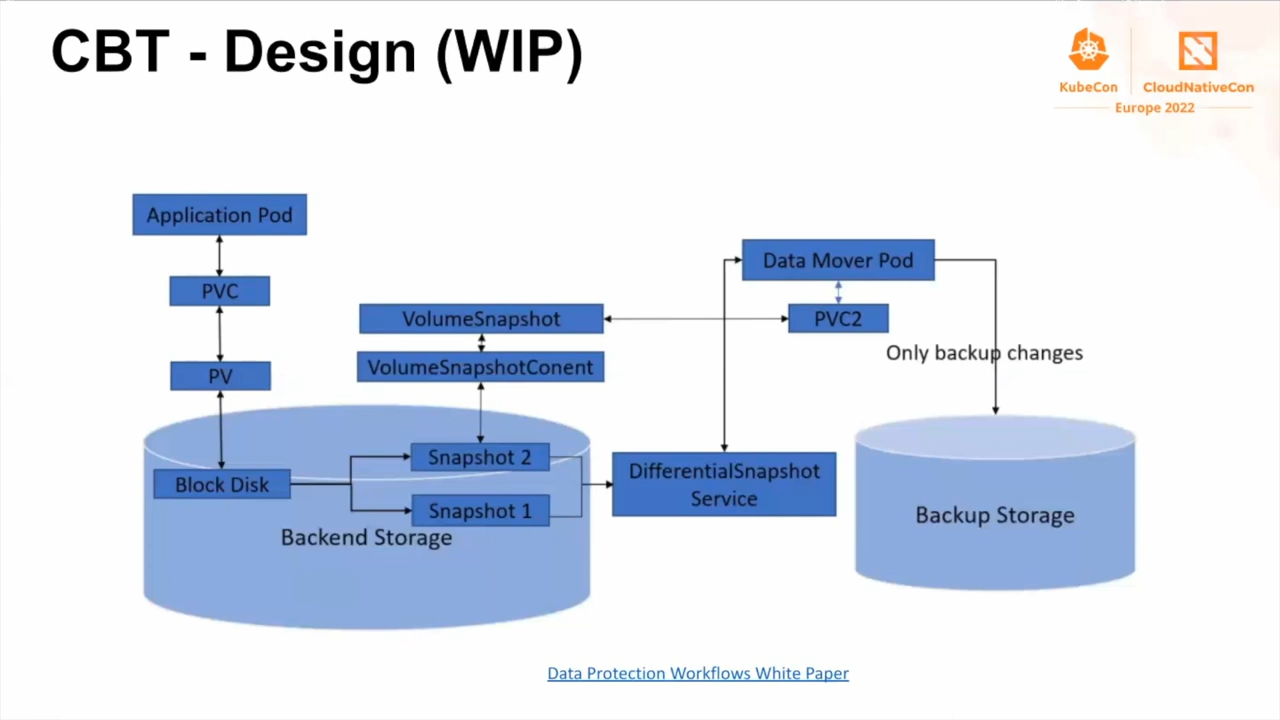 CBT - Design (WIP)
KubeCon
CloudNativeCon
Europe 2022
Application Pod
PVC
PV
Block Disk
VolumeSnapshot
VolumeSnapshotConent
Snapshot 2
Snapshot 1
Backend Storage
Data Mover Pod
PVC2
Only backup changes
DifferentialSnapshot
Service
Backup Storage
Data Protection Workflows White Paper